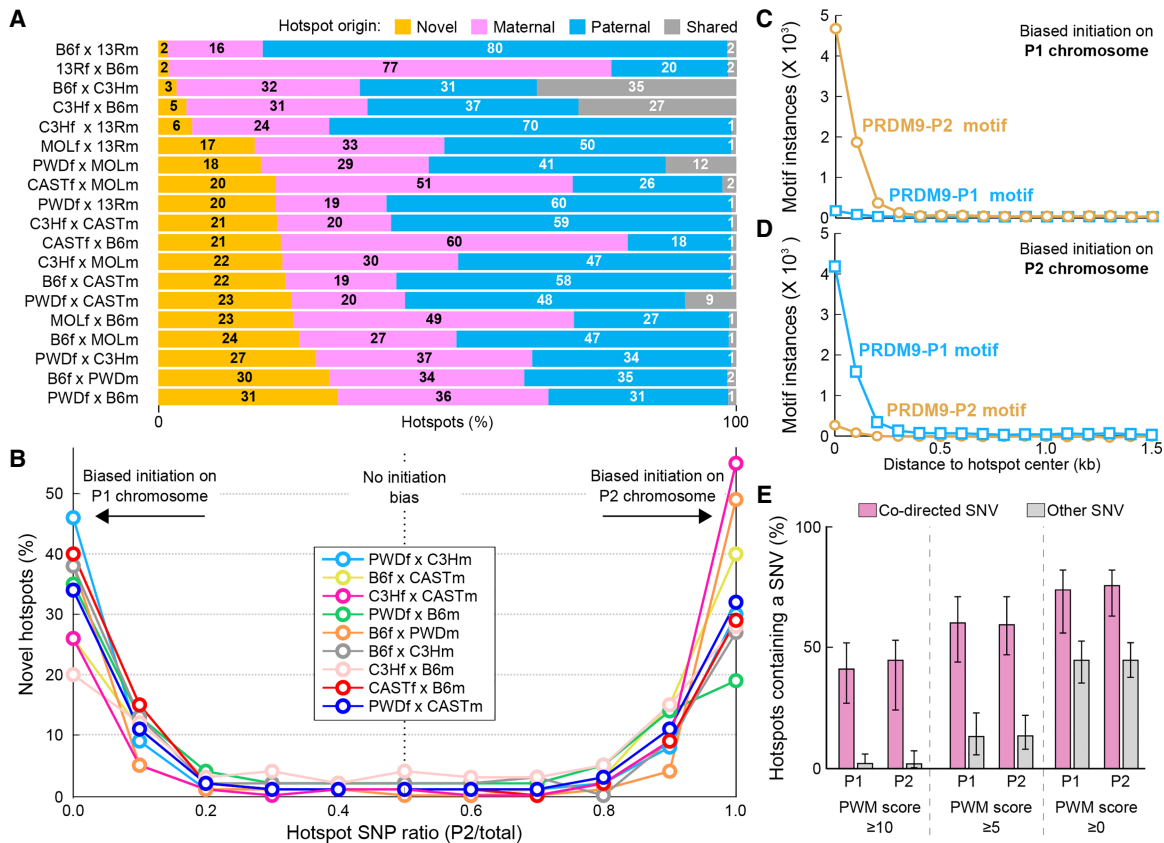 A
Hotspot origin: Novel Maternal Paternal Shared
B6f x 13Rm 2 16 80 2
13Rf x B6m 2 77 20 2
B6f x C3Hm 3 32 31 35
C3Hf x B6m 5 31 37 27
C3Hf x 13Rm 6 24 70 1
MOLf x 13Rm 17 33 50 1
PWDf x MOLm 18 29 41 12
CASTf x MOLm 20 51 26 2
PWDf x 13Rm 20 19 60 1
C3Hf x CASTm 21 20 59 1
CASTf x B6m 21 60 18 1
C3Hf x MOLm 22 30 47 1
B6f x CASTm 22 19 58 1
PWDf x CASTm 23 20 48 9
MOLf x B6m 23 49 27 1
B6f x MOLm 24 27 47 1
PWDf x C3Hm 27 37 34 1
B6f x PWDm 30 34 35 2
PWDf x B6m 31 36 31 1
0 Hotspots (%) 100
B
Biased initiation on
P1 chromosome
No initiation
bias
Biased initiation on
P2 chromosome
Novel hotspots (%)
50
40
30
20
10
0
PWDf x C3Hm
B6f x CASTm
C3Hf x CASTm
PWDf x B6m
B6f x PWDm
B6f x C3Hm
C3Hf x B6m
CASTf x B6m
PWDf x CASTm
0.0 0.2 0.4 0.6 0.8 1.0
Hotspot SNP ratio (P2/total)
C
Motif instances (X 10³)
5
4
3
2
1
0
Biased initiation on
P1 chromosome
PRDM9-P2 motif
PRDM9-P1 motif
D
Motif instances (X 10³)
5
4
3
2
1
0
Biased initiation on
P2 chromosome
PRDM9-P1 motif
PRDM9-P2 motif
0 0.5 1.0 1.5
Distance to hotspot center (kb)
E
Co-directed SNV Other SNV
Hotspots containing a SNV (%)
100
50
0
P1 P2 P1 P2 P1 P2
PWM score PWM score PWM score
≥10 ≥5 ≥0